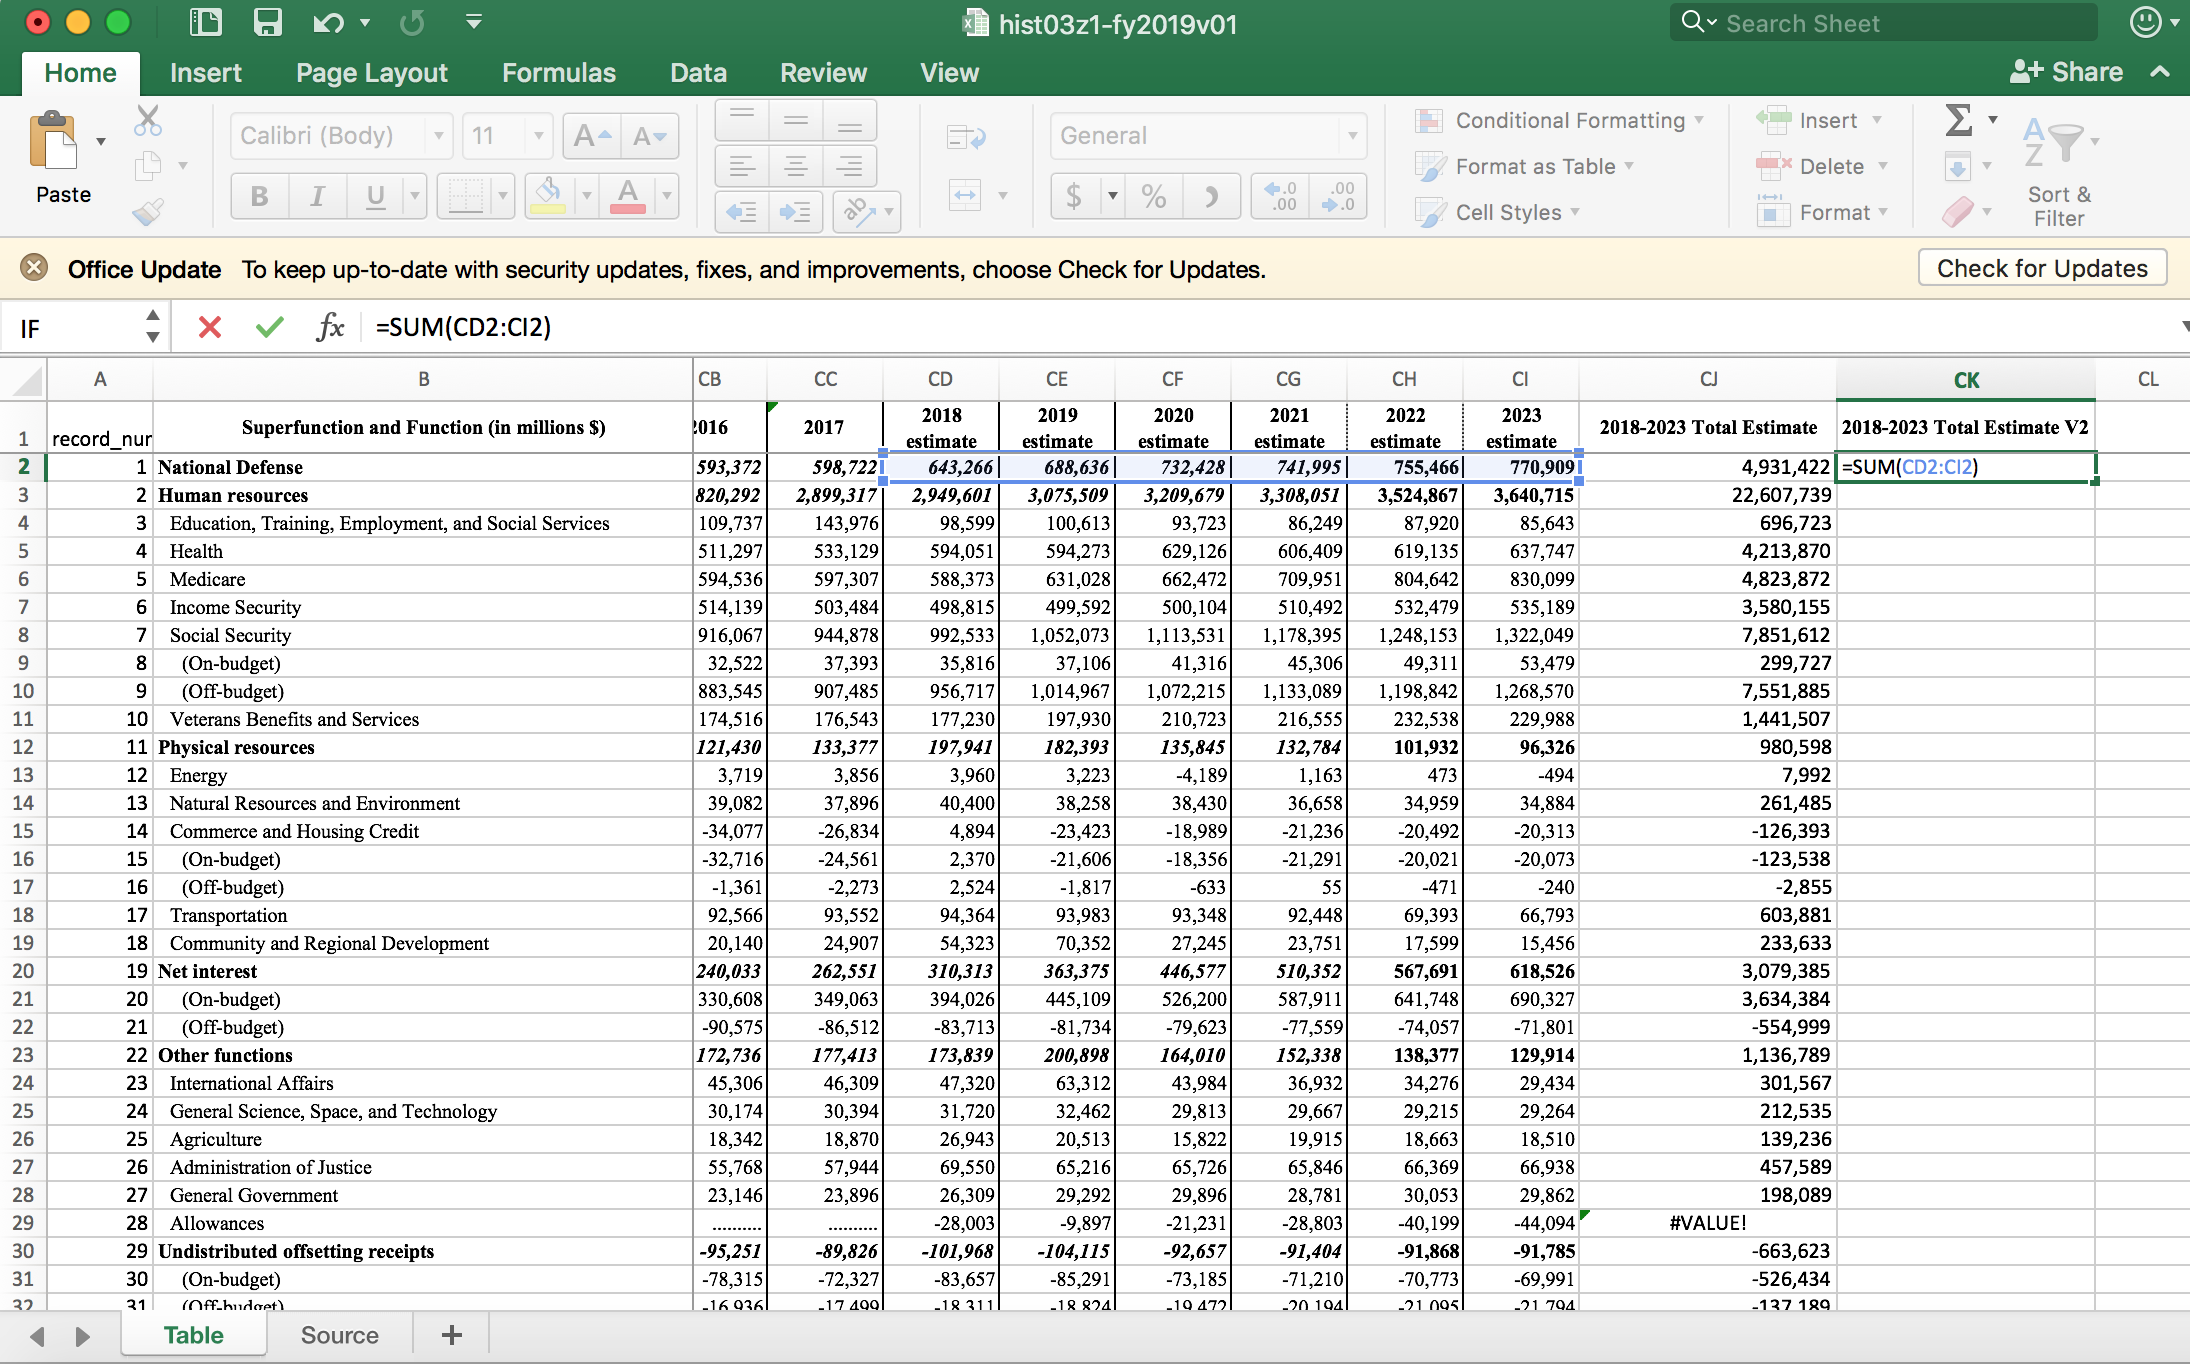 hist03z1-fy2019v01
Search Sheet
Home Insert Page Layout Formulas Data Review View Share
Paste
Calibri (Body) 11
General
Conditional Formatting
Format as Table
Cell Styles
Insert
Delete
Format
Sort & Filter
Office Update To keep up-to-date with security updates, fixes, and improvements, choose Check for Updates. Check for Updates
IF fx =SUM(CD2:CI2)
A B CB CC CD CE CF CG CH CI CJ CK CL
1 record_nur Superfunction and Function (in millions $) 2016 2017 2018 estimate 2019 estimate 2020 estimate 2021 estimate 2022 estimate 2023 estimate 2018-2023 Total Estimate 2018-2023 Total Estimate V2
2 1 National Defense 593,372 598,722 643,266 688,636 732,428 741,995 755,466 770,909 4,931,422 =SUM(CD2:CI2)
3 2 Human resources 820,292 2,899,317 2,949,601 3,075,509 3,209,679 3,308,051 3,524,867 3,640,715 22,607,739
4 3 Education, Training, Employment, and Social Services 109,737 143,976 98,599 100,613 93,723 86,249 87,920 85,643 696,723
5 4 Health 511,297 533,129 594,051 594,273 629,126 606,409 619,135 637,747 4,213,870
6 5 Medicare 594,536 597,307 588,373 631,028 662,472 709,951 804,642 830,099 4,823,872
7 6 Income Security 514,139 503,484 498,815 499,592 500,104 510,492 532,479 535,189 3,580,155
8 7 Social Security 916,067 944,878 992,533 1,052,073 1,113,531 1,178,395 1,248,153 1,322,049 7,851,612
9 8 (On-budget) 32,522 37,393 35,816 37,106 41,316 45,306 49,311 53,479 299,727
10 9 (Off-budget) 883,545 907,485 956,717 1,014,967 1,072,215 1,133,089 1,198,842 1,268,570 7,551,885
11 10 Veterans Benefits and Services 174,516 176,543 177,230 197,930 210,723 216,555 232,538 229,988 1,441,507
12 11 Physical resources 121,430 133,377 197,941 182,393 135,845 132,784 101,932 96,326 980,598
13 12 Energy 3,719 3,856 3,960 3,223 -4,189 1,163 473 -494 7,992
14 13 Natural Resources and Environment 39,082 37,896 40,400 38,258 38,430 36,658 34,959 34,884 261,485
15 14 Commerce and Housing Credit -34,077 -26,834 4,894 -23,423 -18,989 -21,236 -20,492 -20,313 -126,393
16 15 (On-budget) -32,716 -24,561 2,370 -21,606 -18,356 -21,291 -20,021 -20,073 -123,538
17 16 (Off-budget) -1,361 -2,273 2,524 -1,817 -633 55 -471 -240 -2,855
18 17 Transportation 92,566 93,552 94,364 93,983 93,348 92,448 69,393 66,793 603,881
19 18 Community and Regional Development 20,140 24,907 54,323 70,352 27,245 23,751 17,599 15,456 233,633
20 19 Net interest 240,033 262,551 310,313 363,375 446,577 510,352 567,691 618,526 3,079,385
21 20 (On-budget) 330,608 349,063 394,026 445,109 526,200 587,911 641,748 690,327 3,634,384
22 21 (Off-budget) -90,575 -86,512 -83,713 -81,734 -79,623 -77,559 -74,057 -71,801 -554,999
23 22 Other functions 172,736 177,413 173,839 200,898 164,010 152,338 138,377 129,914 1,136,789
24 23 International Affairs 45,306 46,309 47,320 63,312 43,984 36,932 34,276 29,434 301,567
25 24 General Science, Space, and Technology 30,174 30,394 31,720 32,462 29,813 29,667 29,215 29,264 212,535
26 25 Agriculture 18,342 18,870 26,943 20,513 15,822 19,915 18,663 18,510 139,236
27 26 Administration of Justice 55,768 57,944 69,550 65,216 65,726 65,846 66,369 66,938 457,589
28 27 General Government 23,146 23,896 26,309 29,292 29,896 28,781 30,053 29,862 198,089
29 28 Allowances .......... .......... -28,003 -9,897 -21,231 -28,803 -40,199 -44,094 #VALUE!
30 29 Undistributed offsetting receipts -95,251 -89,826 -101,968 -104,115 -92,657 -91,404 -91,868 -91,785 -663,623
31 30 (On-budget) -78,315 -72,327 -83,657 -85,291 -73,185 -71,210 -70,773 -69,991 -526,434
32 31 (Off-budget) -16,936 -17,499 -18,311 -18,824 -19,472 -20,194 -21,095 -21,794 -137,189
Table Source +